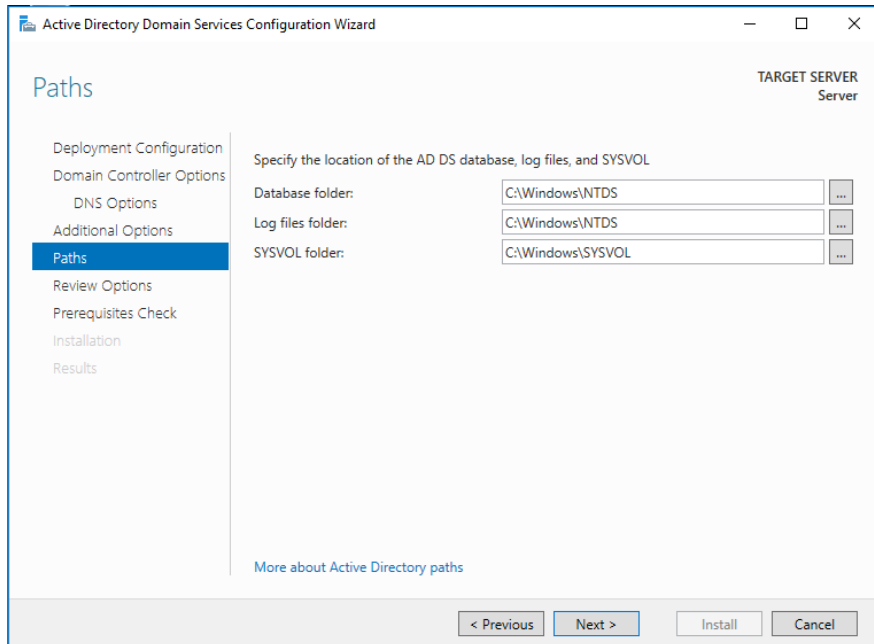 Active Directory Domain Services Configuration Wizard
Paths
TARGET SERVER
Server
Deployment Configuration
Domain Controller Options
DNS Options
Additional Options
Paths
Review Options
Prerequisites Check
Installation
Results
Specify the location of the AD DS database, log files, and SYSVOL
Database folder: C:\Windows\NTDS ...
Log files folder: C:\Windows\NTDS ...
SYSVOL folder: C:\Windows\SYSVOL ...
More about Active Directory paths
< Previous Next > Install Cancel